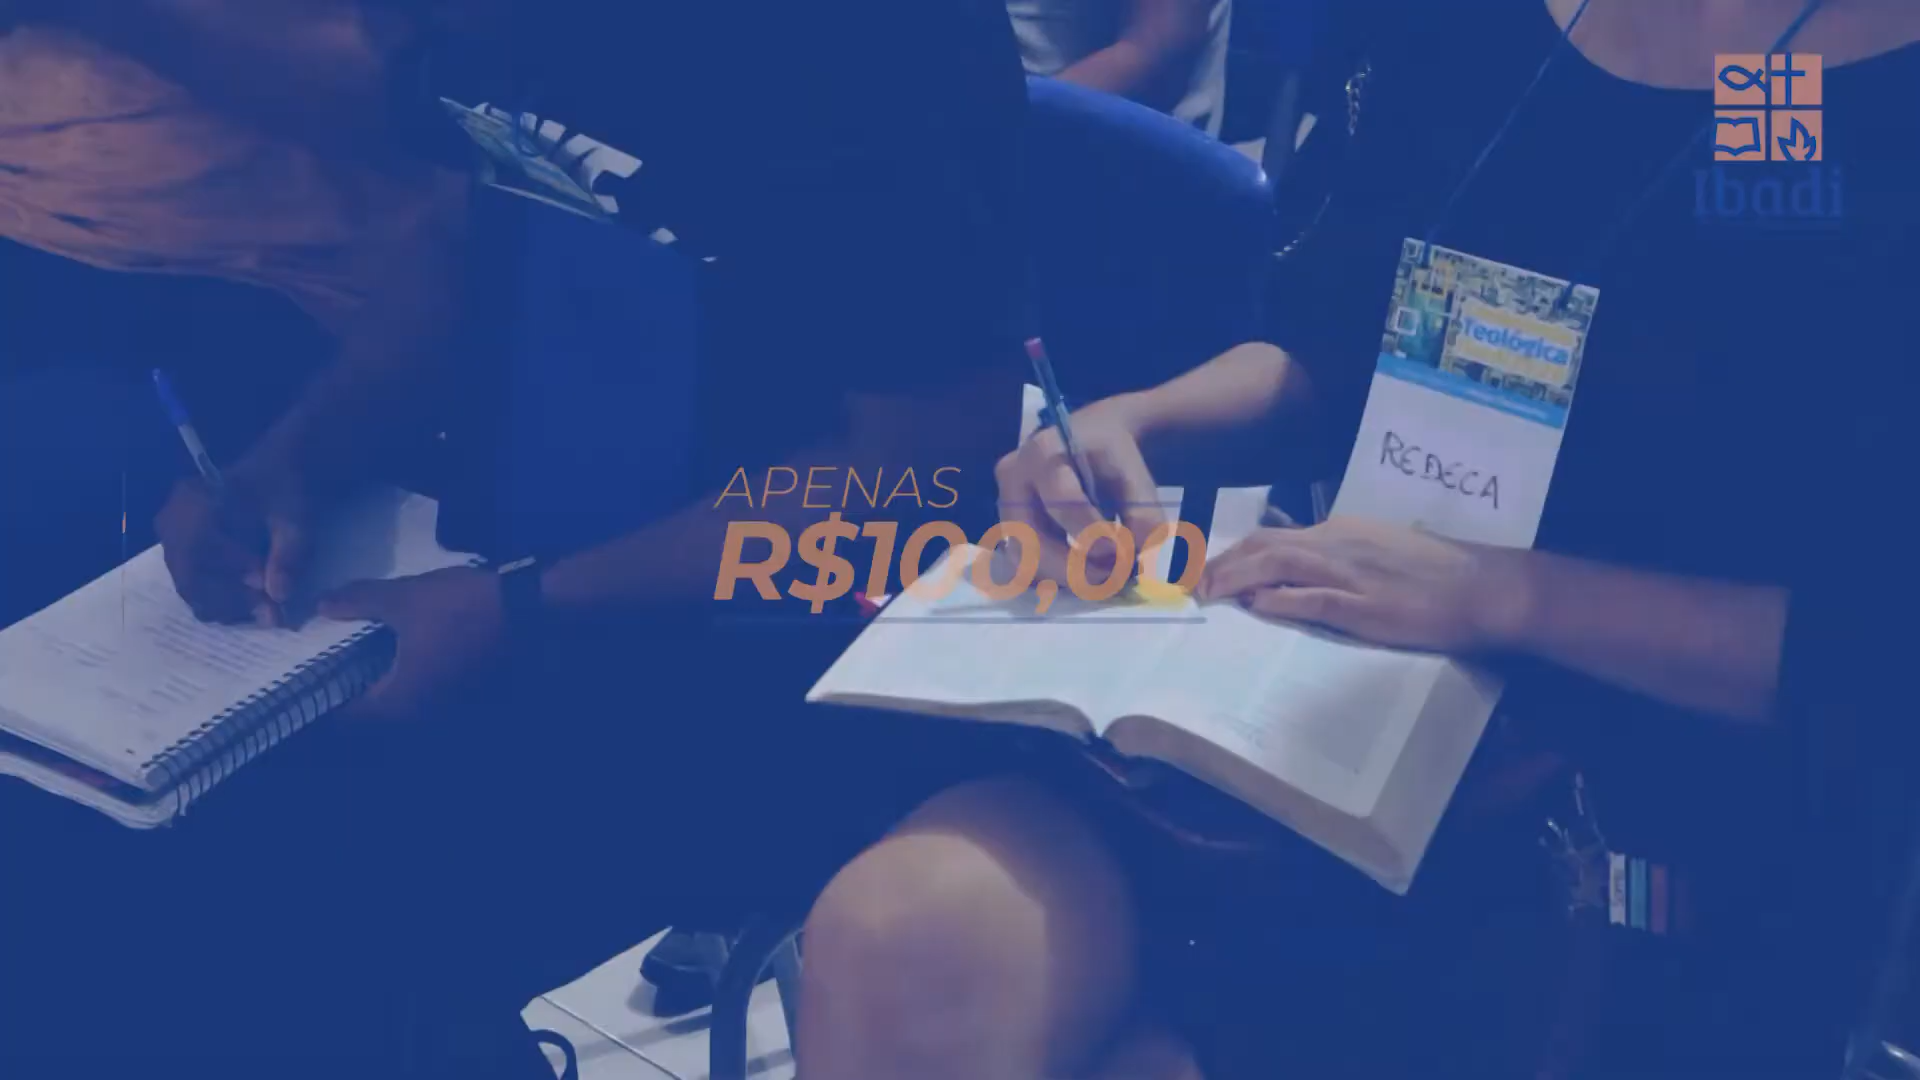 Ibadi
Teológica
REBECA
APENAS
R$100,00